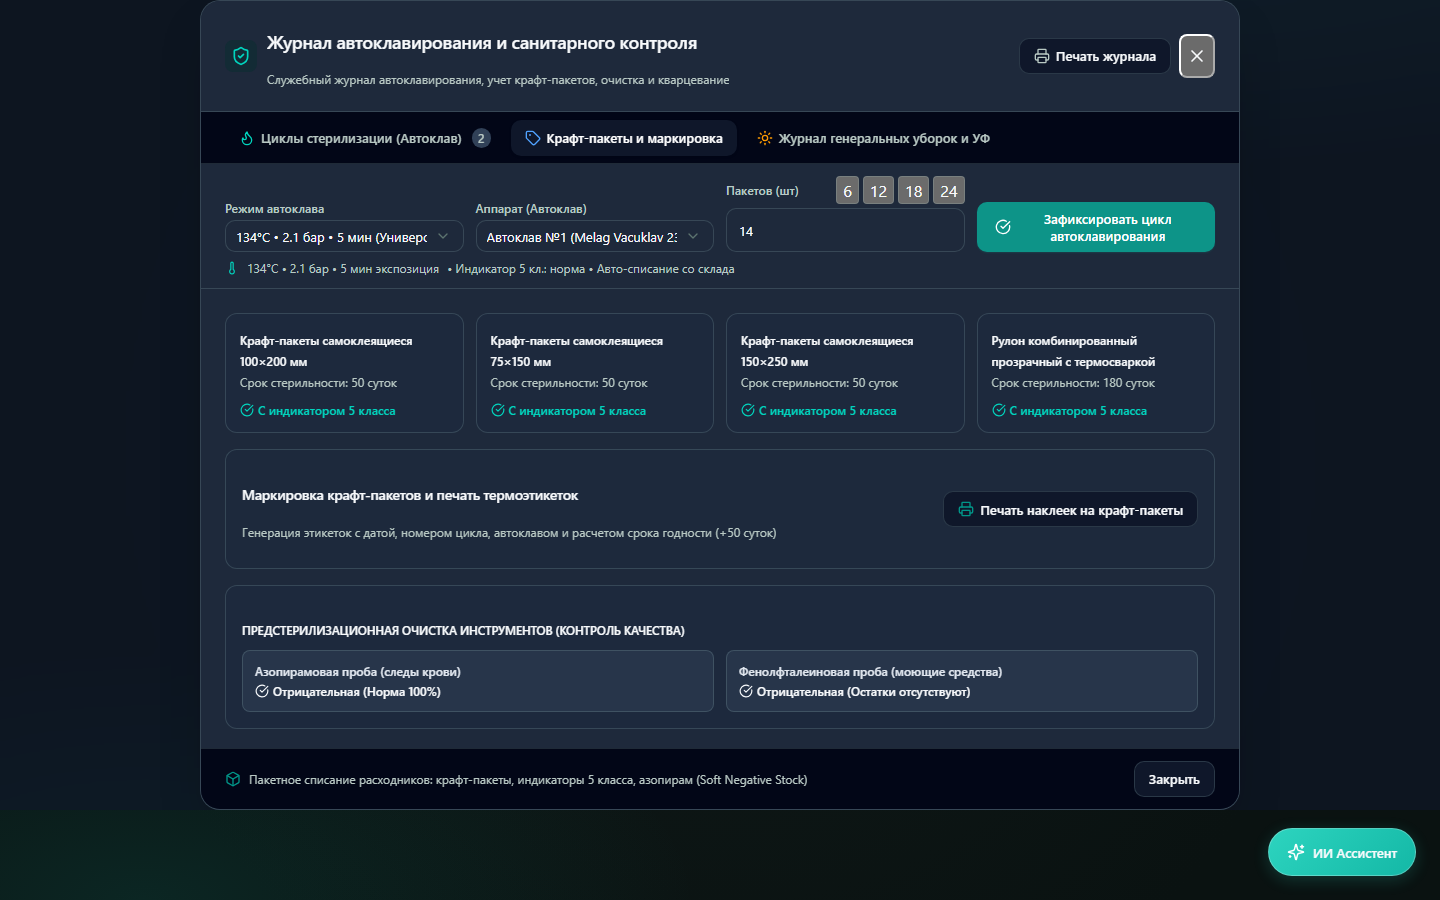 Журнал автоклавирования и санитарного контроля
Служебный журнал автоклавирования, учет крафт-пакетов, очистка и кварцевание
Печать журнала
Циклы стерилизации (Автоклав) 2
Крафт-пакеты и маркировка
Журнал генеральных уборок и УФ
Режим автоклава
134°C • 2.1 бар • 5 мин (Универс
Аппарат (Автоклав)
Автоклав №1 (Melag Vacuklav 23
Пакетов (шт)
6 12 18 24
14
Зафиксировать цикл
автоклавирования
134°C • 2.1 бар • 5 мин экспозиция • Индикатор 5 кл.: норма • Авто-списание со склада
Крафт-пакеты самоклеящиеся
100×200 мм
Срок стерильности: 50 суток
С индикатором 5 класса
Крафт-пакеты самоклеящиеся
75×150 мм
Срок стерильности: 50 суток
С индикатором 5 класса
Крафт-пакеты самоклеящиеся
150×250 мм
Срок стерильности: 50 суток
С индикатором 5 класса
Рулон комбинированный
прозрачный с термосваркой
Срок стерильности: 180 суток
С индикатором 5 класса
Маркировка крафт-пакетов и печать термоэтикеток
Генерация этикеток с датой, номером цикла, автоклавом и расчетом срока годности (+50 суток)
Печать наклеек на крафт-пакеты
ПРЕДСТЕРИЛИЗАЦИОННАЯ ОЧИСТКА ИНСТРУМЕНТОВ (КОНТРОЛЬ КАЧЕСТВА)
Азопирамовая проба (следы крови)
Отрицательная (Норма 100%)
Фенолфталеиновая проба (моющие средства)
Отрицательная (Остатки отсутствуют)
Пакетное списание расходников: крафт-пакеты, индикаторы 5 класса, азопирам (Soft Negative Stock)
Закрыть
ИИ Ассистент